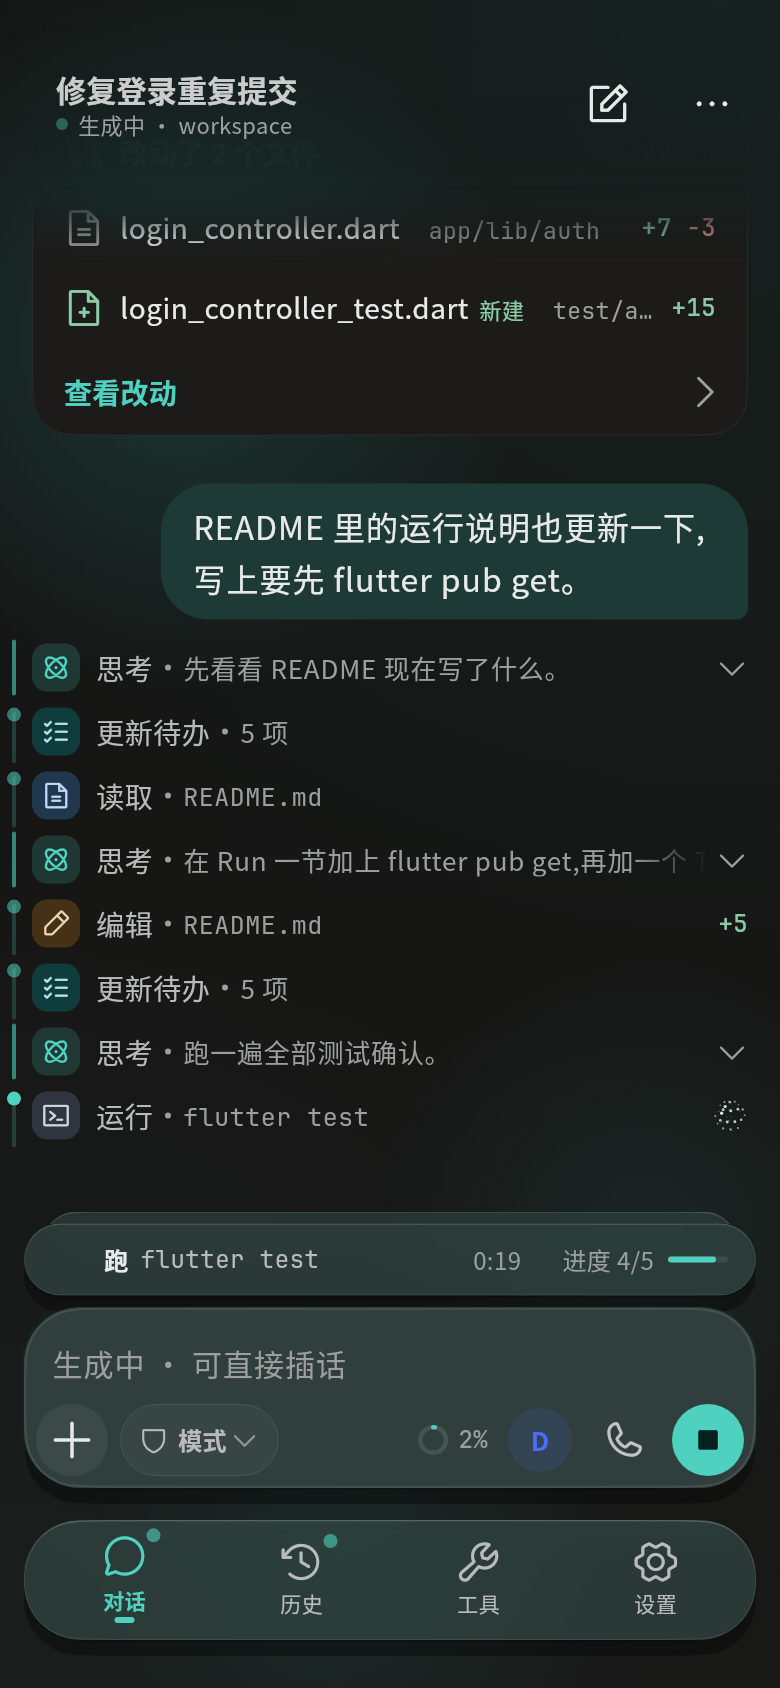 修复登录重复提交
生成中 · workspace
改动了 2 个文件
login_controller.dart app/lib/auth +7 -3
login_controller_test.dart 新建 test/a… +15
查看改动
README 里的运行说明也更新一下,
写上要先 flutter pub get。
思考 · 先看看 README 现在写了什么。
更新待办 · 5 项
读取 · README.md
思考 · 在 Run 一节加上 flutter pub get,再加一个
编辑 · README.md +5
更新待办 · 5 项
思考 · 跑一遍全部测试确认。
运行 · flutter test
跑 flutter test 0:19 进度 4/5
生成中 · 可直接插话
模式 2% D
对话 历史 工具 设置